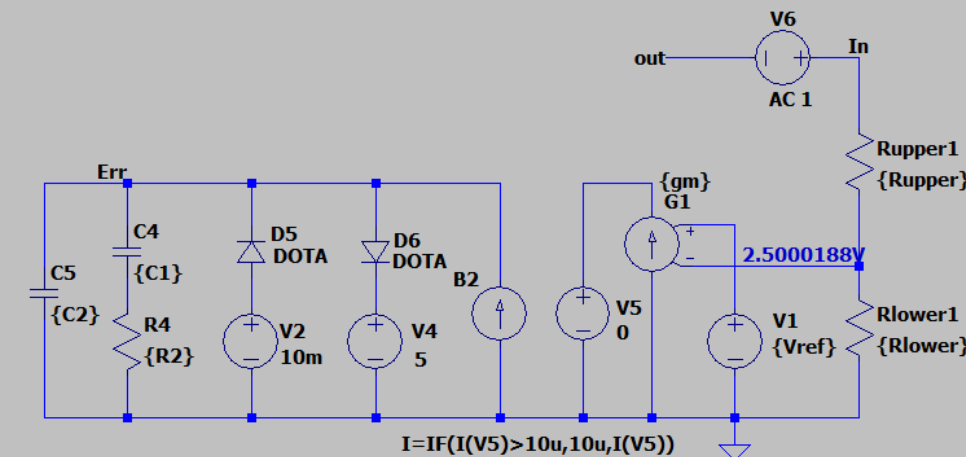 V6
out
In
AC 1
Rupper1
{Rupper}
Err
{gm}
G1
C4
{C1}
D5
DOTA
D6
DOTA
+
-
2.5000188V
C5
{C2}
B2
R4
{R2}
V2
10m
V4
5
V5
0
V1
{Vref}
Rlower1
{Rlower}
I=IF(I(V5)>10u,10u,I(V5))